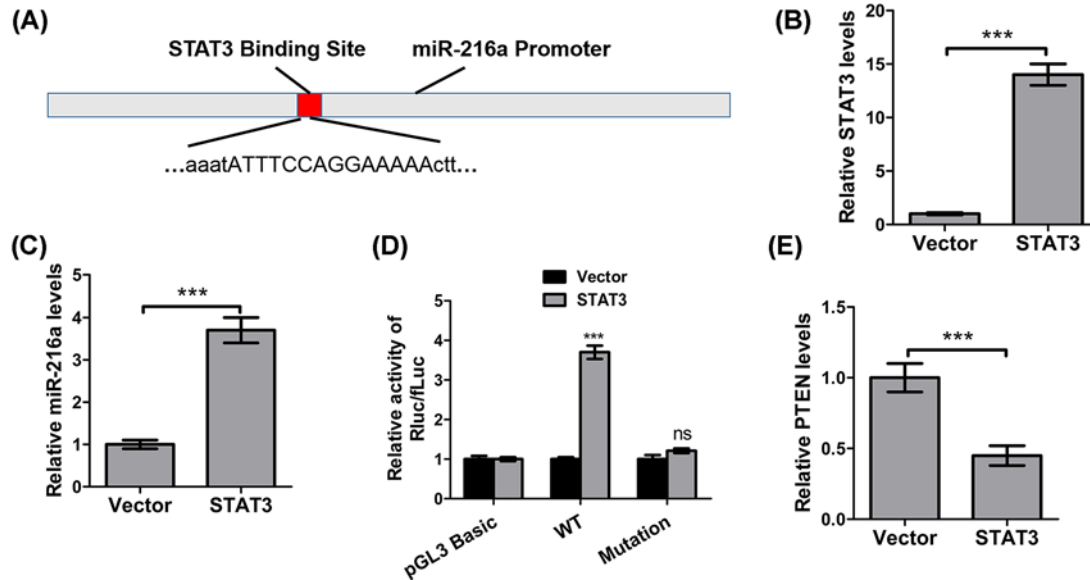 (A)
STAT3 Binding Site
miR-216a Promoter
...aaatATTTCCAGGAAAAActt...
(B)
Relative STAT3 levels
20
15
10
5
0
***
Vector
STAT3
(C)
Relative miR-216a levels
5
4
3
2
1
0
***
Vector
STAT3
(D)
Vector
STAT3
Relative activity of
Rluc/fLuc
5
4
3
2
1
0
***
ns
pGL3 Basic
WT
Mutation
(E)
Relative PTEN levels
1.5
1.0
0.5
0.0
***
Vector
STAT3